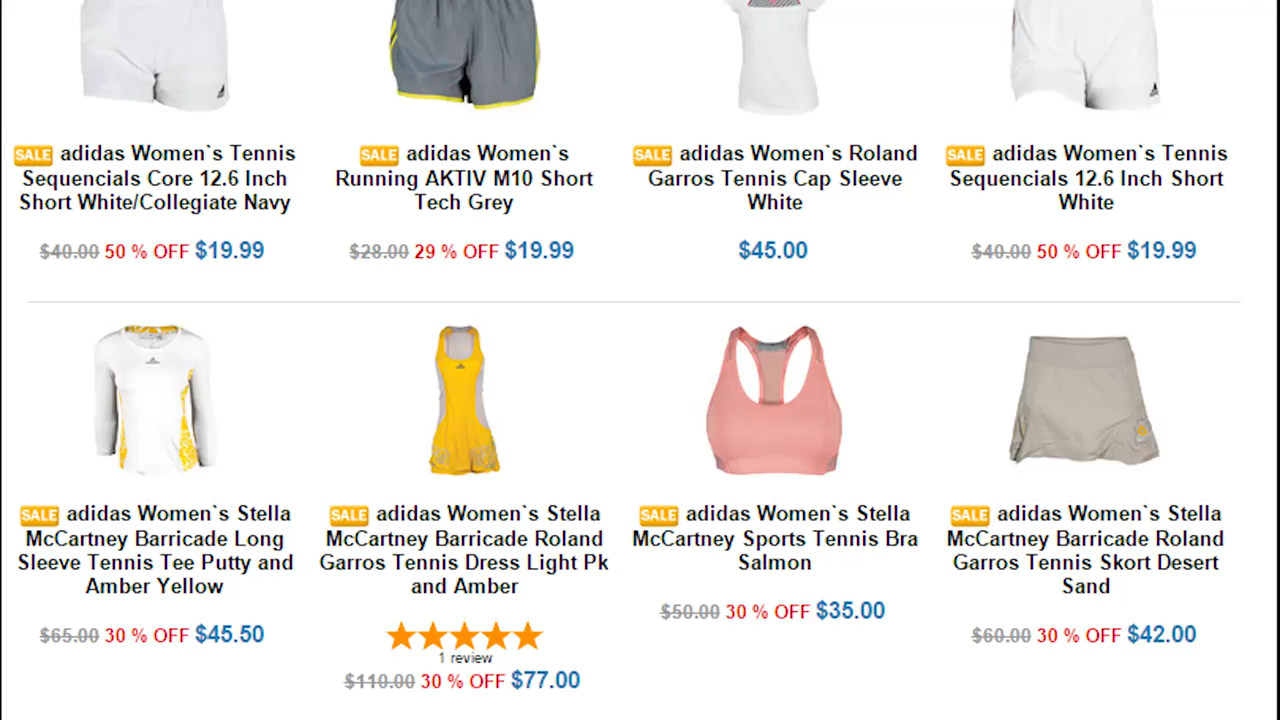 SALE adidas Women`s Tennis
Sequencials Core 12.6 Inch
Short White/Collegiate Navy
$40.00 50 % OFF $19.99
SALE adidas Women`s
Running AKTIV M10 Short
Tech Grey
$28.00 29 % OFF $19.99
SALE adidas Women`s Roland
Garros Tennis Cap Sleeve
White
$45.00
SALE adidas Women`s Tennis
Sequencials 12.6 Inch Short
White
$40.00 50 % OFF $19.99
SALE adidas Women`s Stella
McCartney Barricade Long
Sleeve Tennis Tee Putty and
Amber Yellow
$65.00 30 % OFF $45.50
SALE adidas Women`s Stella
McCartney Barricade Roland
Garros Tennis Dress Light Pk
and Amber
1 review
$110.00 30 % OFF $77.00
SALE adidas Women`s Stella
McCartney Sports Tennis Bra
Salmon
$50.00 30 % OFF $35.00
SALE adidas Women`s Stella
McCartney Barricade Roland
Garros Tennis Skort Desert
Sand
$60.00 30 % OFF $42.00